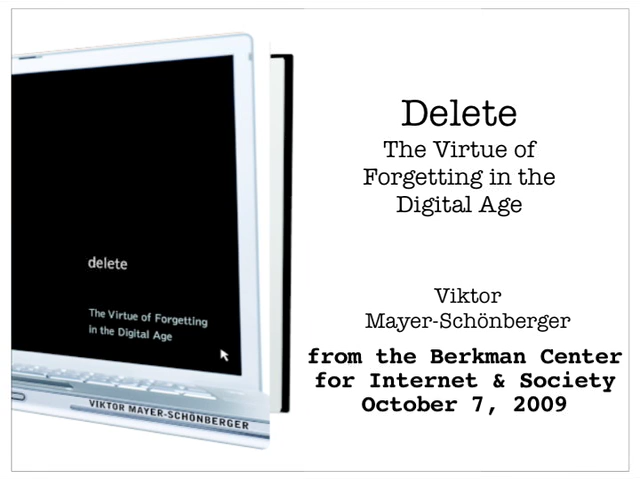 delete
The Virtue of Forgetting
in the Digital Age
VIKTOR MAYER-SCHÖNBERGER
Delete
The Virtue of
Forgetting in the
Digital Age
Viktor
Mayer-Schönberger
from the Berkman Center
for Internet & Society
October 7, 2009